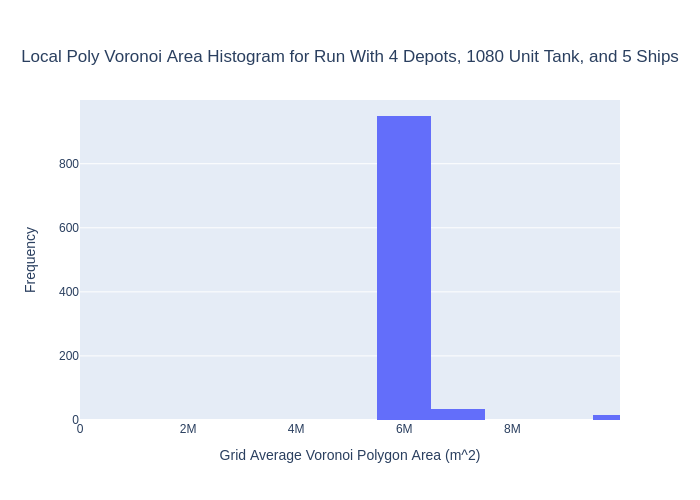 Local Poly Voronoi Area Histogram for Run With 4 Depots, 1080 Unit Tank, and 5 Ships
800
600
400
200
0
Frequency
0 2M 4M 6M 8M
Grid Average Voronoi Polygon Area (m^2)